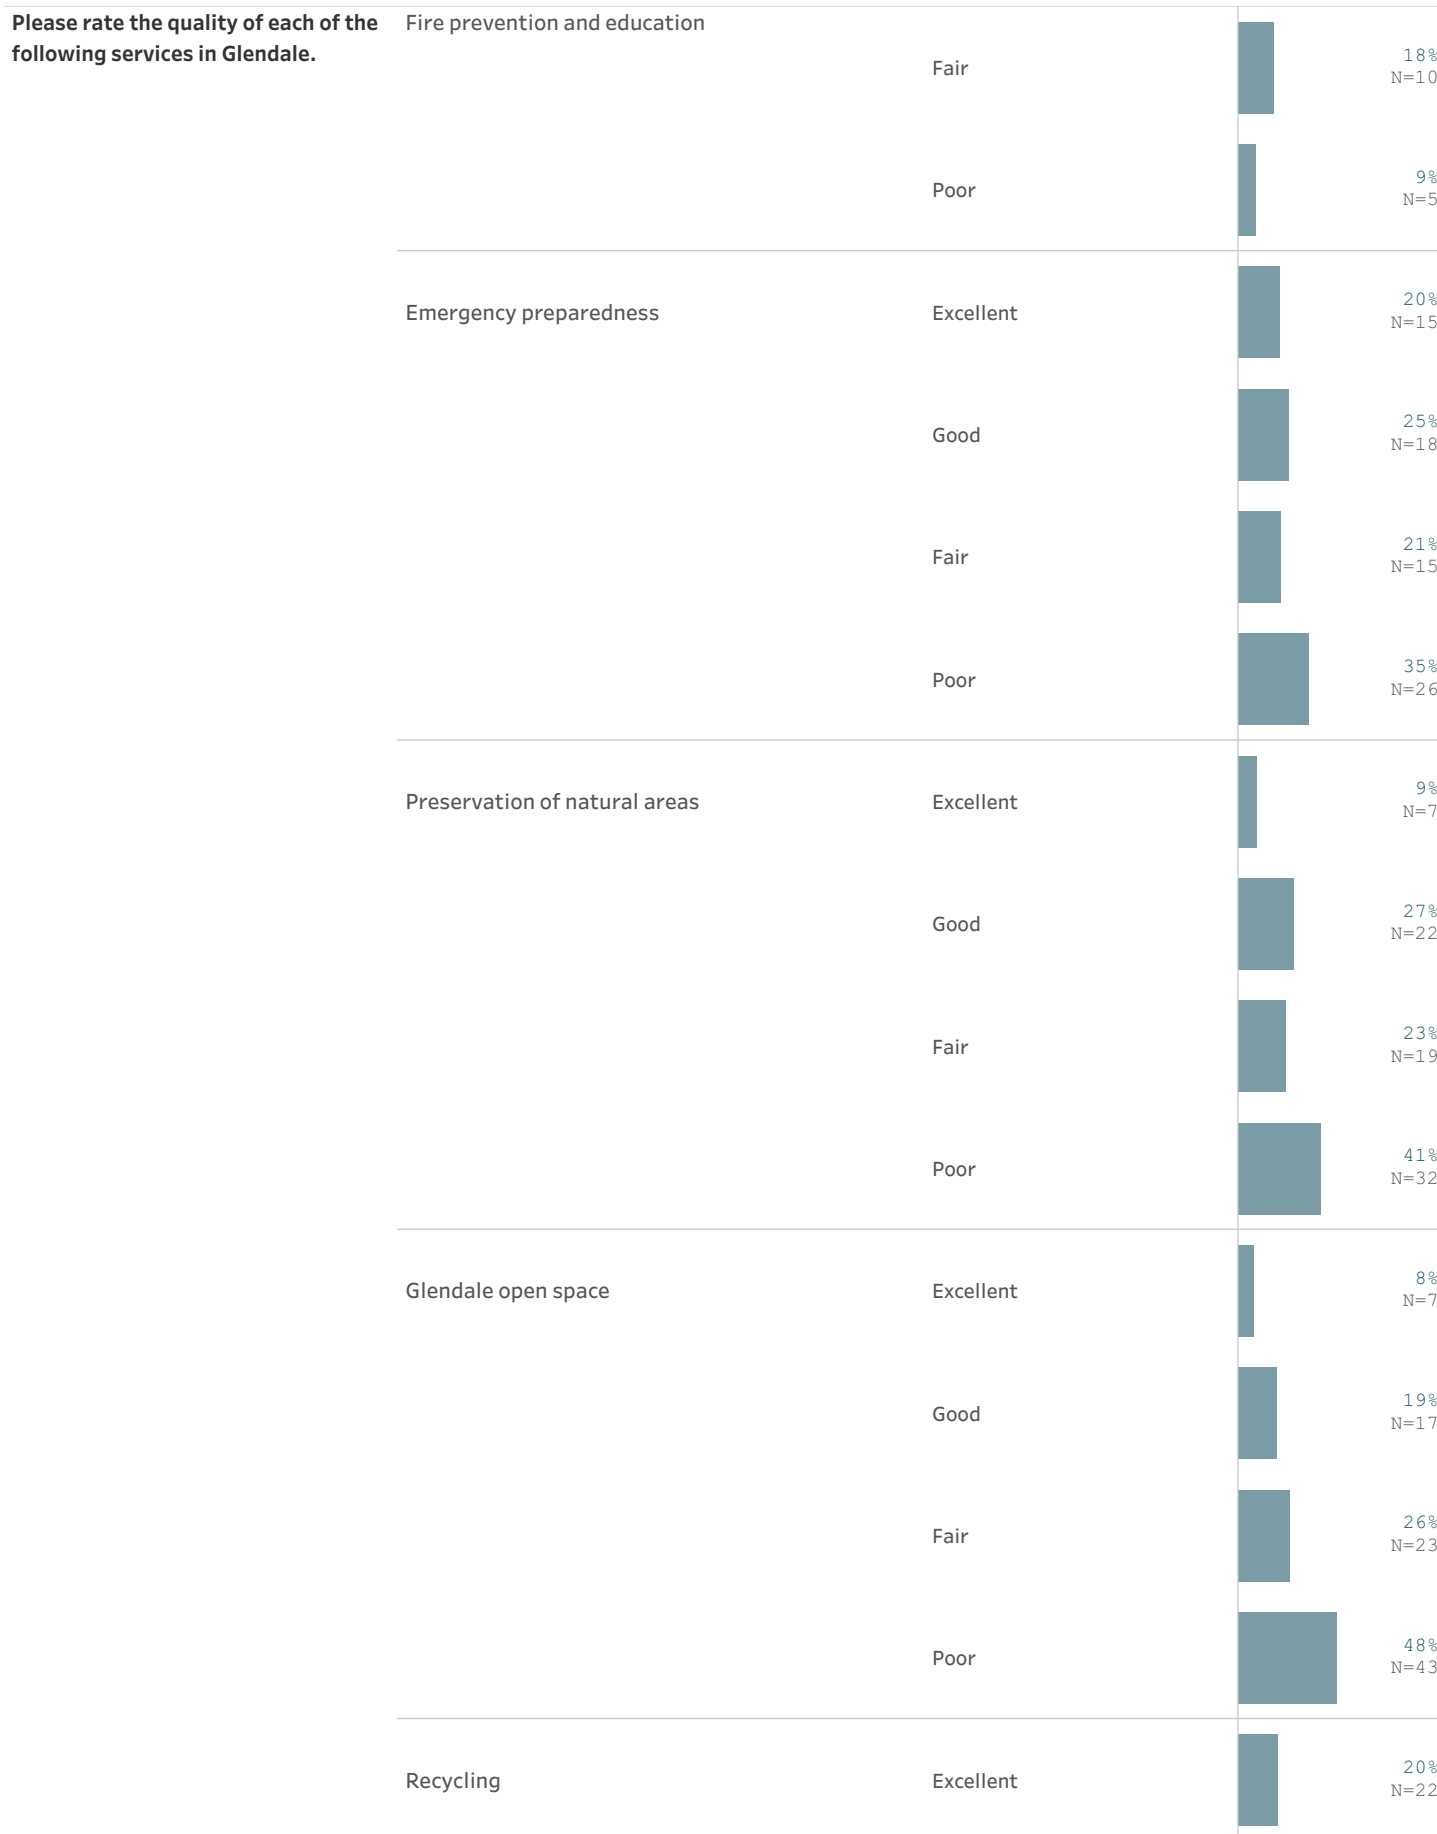 Please rate the quality of each of the
following services in Glendale.
Fire prevention and education
Fair
18%
N=10
Poor
9%
N=5
Emergency preparedness
Excellent
20%
N=15
Good
25%
N=18
Fair
21%
N=15
Poor
35%
N=26
Preservation of natural areas
Excellent
9%
N=7
Good
27%
N=22
Fair
23%
N=19
Poor
41%
N=32
Glendale open space
Excellent
8%
N=7
Good
19%
N=17
Fair
26%
N=23
Poor
48%
N=43
Recycling
Excellent
20%
N=22